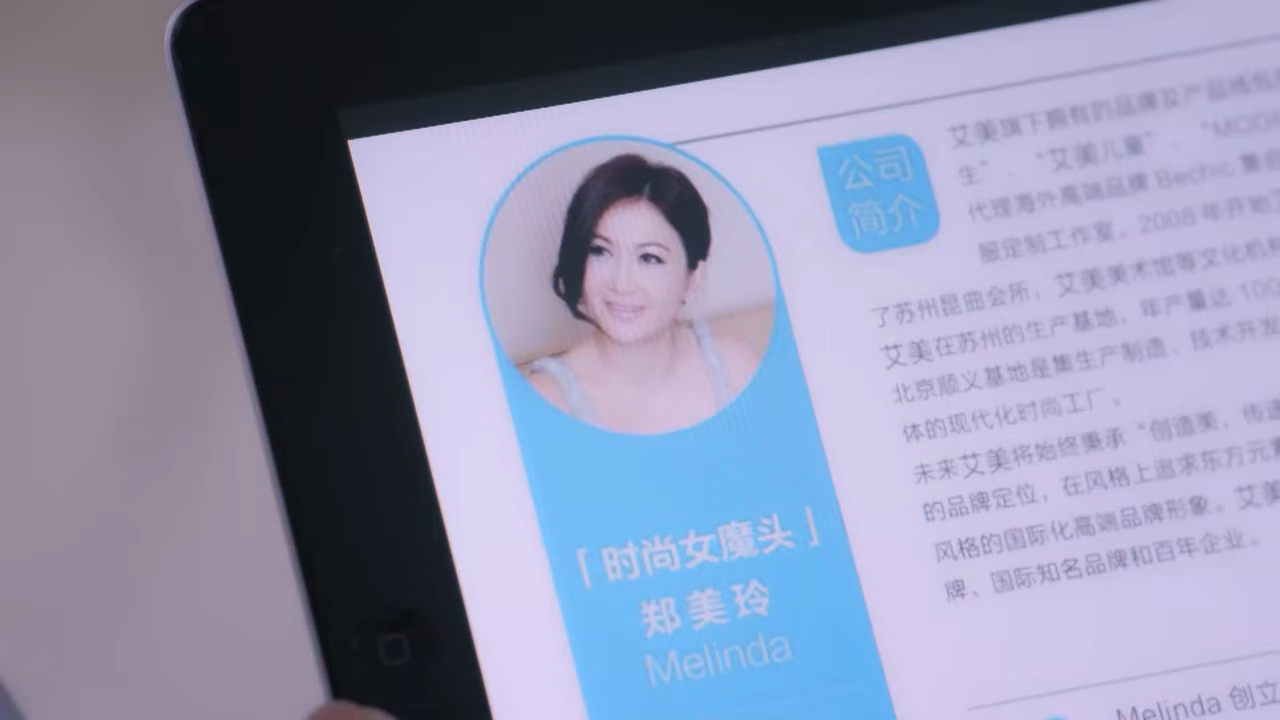 公司
简介
艾美旗下拥有的品牌及产品线包
生”．“艾美儿童”．“MODE
代理海外高端品牌 Bechic 集合
服定制工作室。2008 年开始
了苏州昆曲会所，艾美美术馆等文化机
艾美在苏州的生产基地，年产量达 100
北京顺义基地是集生产制造、技术开发
体的现代化时尚工厂。
未来艾美将始终秉承“创造美，传
的品牌定位，在风格上追求东方元
风格的国际化高端品牌形象。艾美
牌、国际知名品牌和百年企业。
「时尚女魔头」
郑美玲
Melinda
Melinda 创立